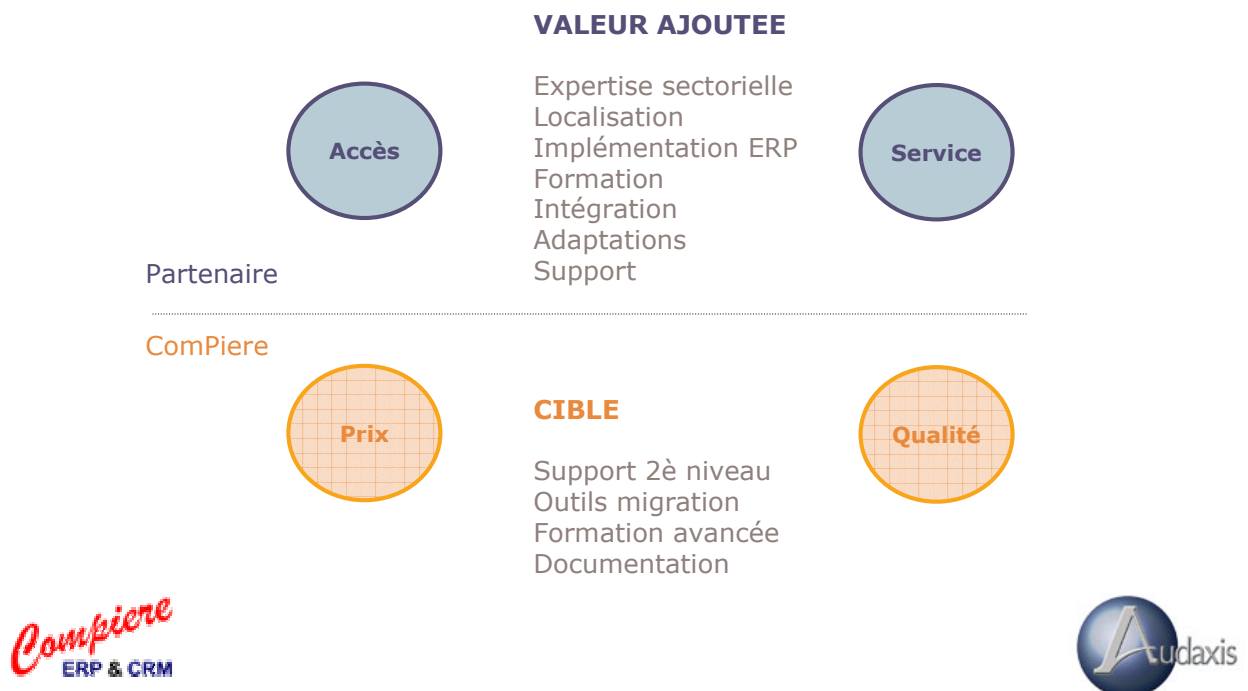 VALEUR AJOUTEE
Expertise sectorielle
Localisation
Implémentation ERP
Formation
Intégration
Adaptations
Support
Accès
Service
Partenaire
ComPiere
Prix
CIBLE
Qualité
Support 2è niveau
Outils migration
Formation avancée
Documentation
Compiere
ERP & CRM
Audaxis